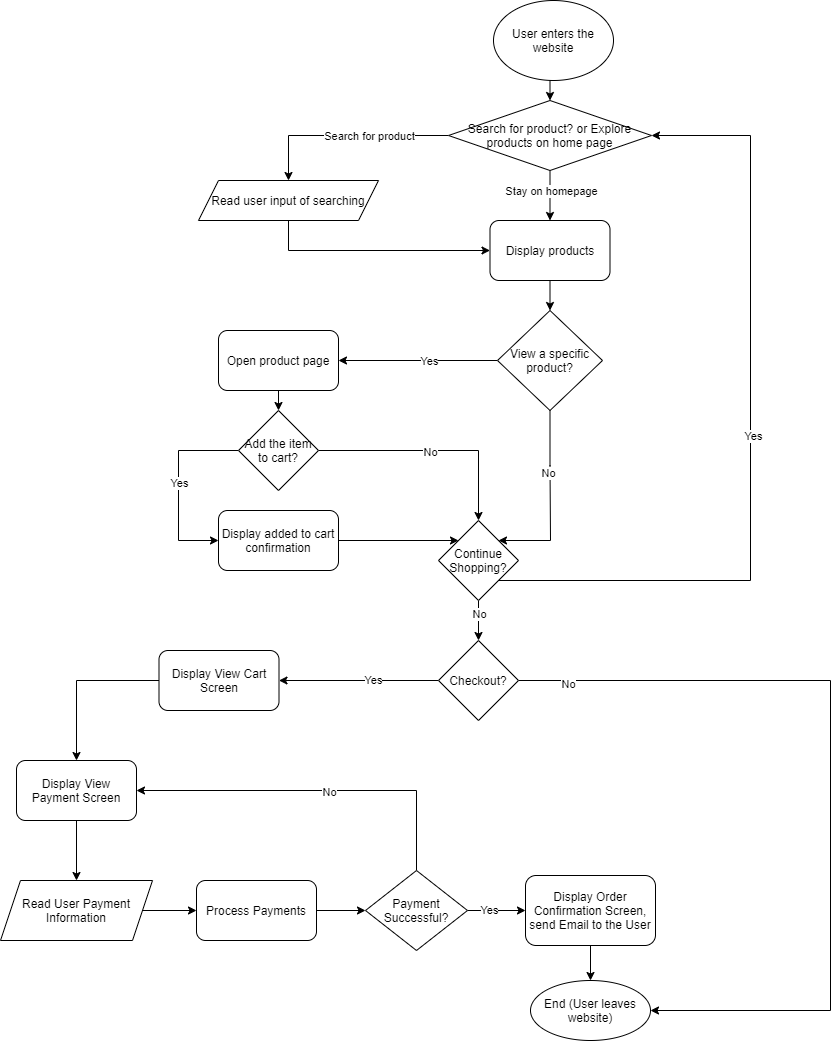 User enters the
website
Search for product? or Explore
products on home page
Search for product
Stay on homepage
Read user input of searching
Display products
View a specific
product?
Yes
Open product page
Add the item
to cart?
No
No
Yes
Yes
Display added to cart
confirmation
Continue
Shopping?
No
Checkout?
Yes
No
Display View Cart
Screen
Display View
Payment Screen
No
Read User Payment
Information
Process Payments
Payment
Successful?
Yes
Display Order
Confirmation Screen,
send Email to the User
End (User leaves
website)